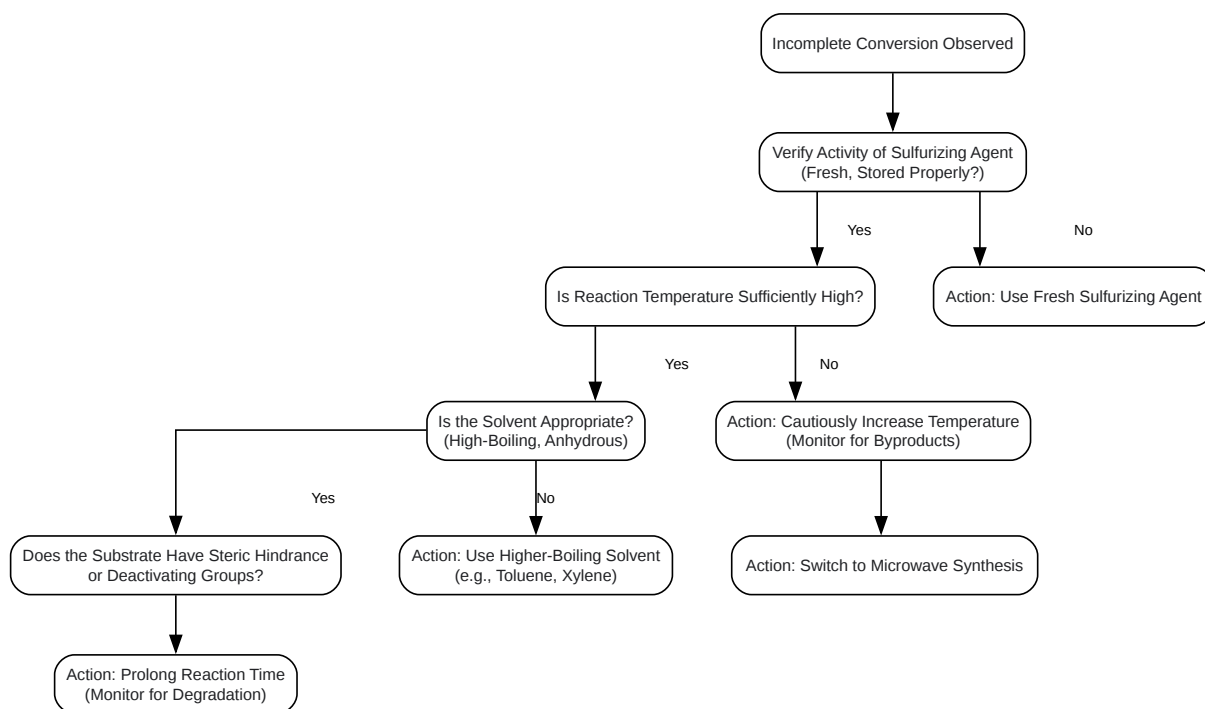 Incomplete Conversion Observed
Verify Activity of Sulfurizing Agent
(Fresh, Stored Properly?)
Yes
No
Is Reaction Temperature Sufficiently High?
Action: Use Fresh Sulfurizing Agent
Yes
No
Is the Solvent Appropriate?
(High-Boiling, Anhydrous)
Action: Cautiously Increase Temperature
(Monitor for Byproducts)
Yes
No
Does the Substrate Have Steric Hindrance
or Deactivating Groups?
Action: Use Higher-Boiling Solvent
(e.g., Toluene, Xylene)
Action: Switch to Microwave Synthesis
Action: Prolong Reaction Time
(Monitor for Degradation)